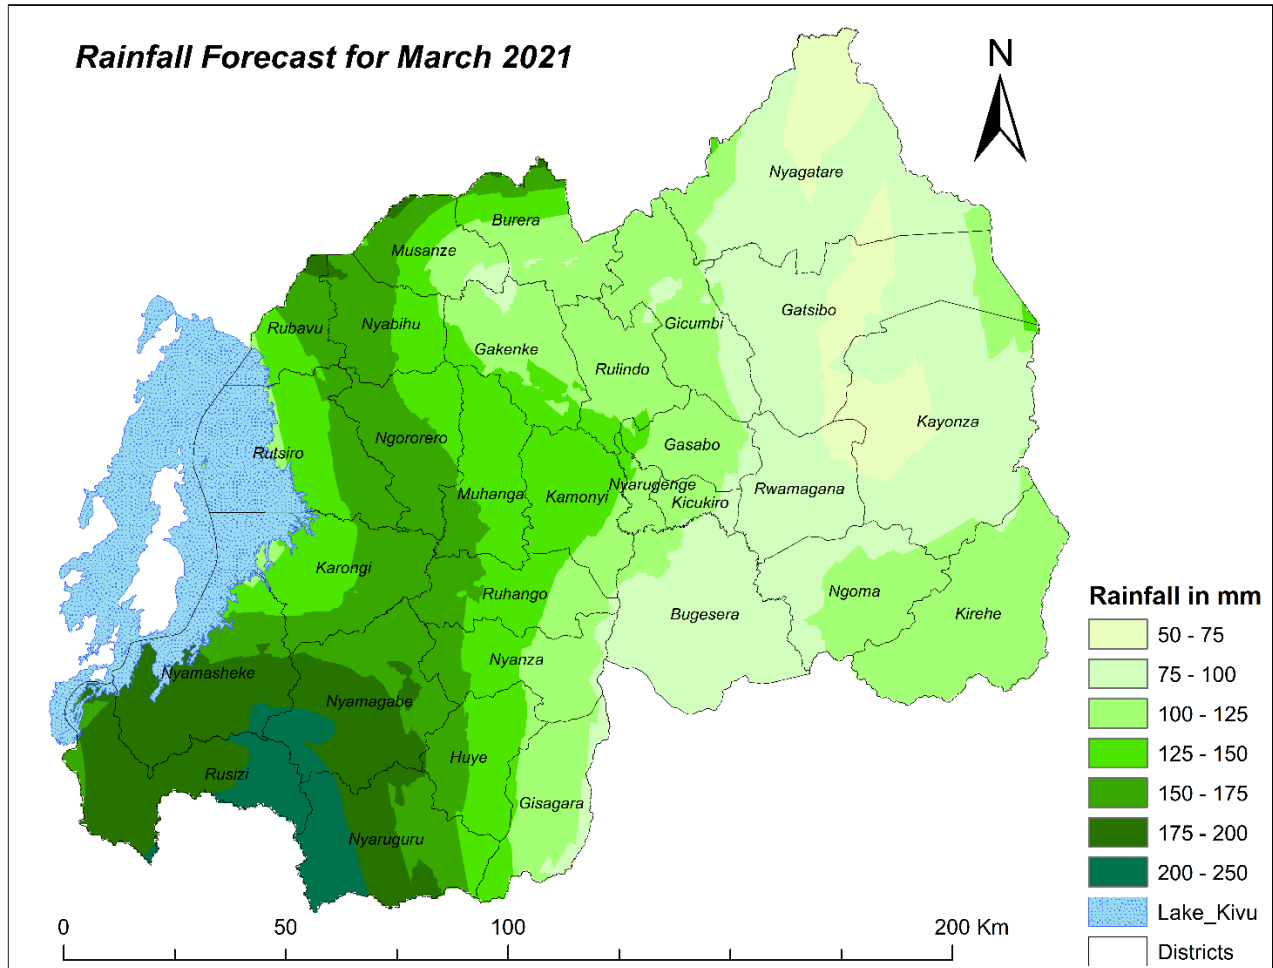 Rainfall Forecast for March 2021
N
Nyagatare
Burera
Musanze
Gatsibo
Gicumbi
Rubavu
Nyabihu
Gakenke
Rulindo
Kayonza
Ngororero
Gasabo
Rutsiro
Nyarugenge
Muhanga
Kamonyi
Kicukiro
Rwamagana
Karongi
Ruhango
Ngoma
Bugesera
Kirehe
Nyanza
Nyamasheke
Nyamagabe
Huye
Rusizi
Gisagara
Nyaruguru
Rainfall in mm
50 - 75
75 - 100
100 - 125
125 - 150
150 - 175
175 - 200
200 - 250
Lake_Kivu
Districts
0 50 100 200 Km